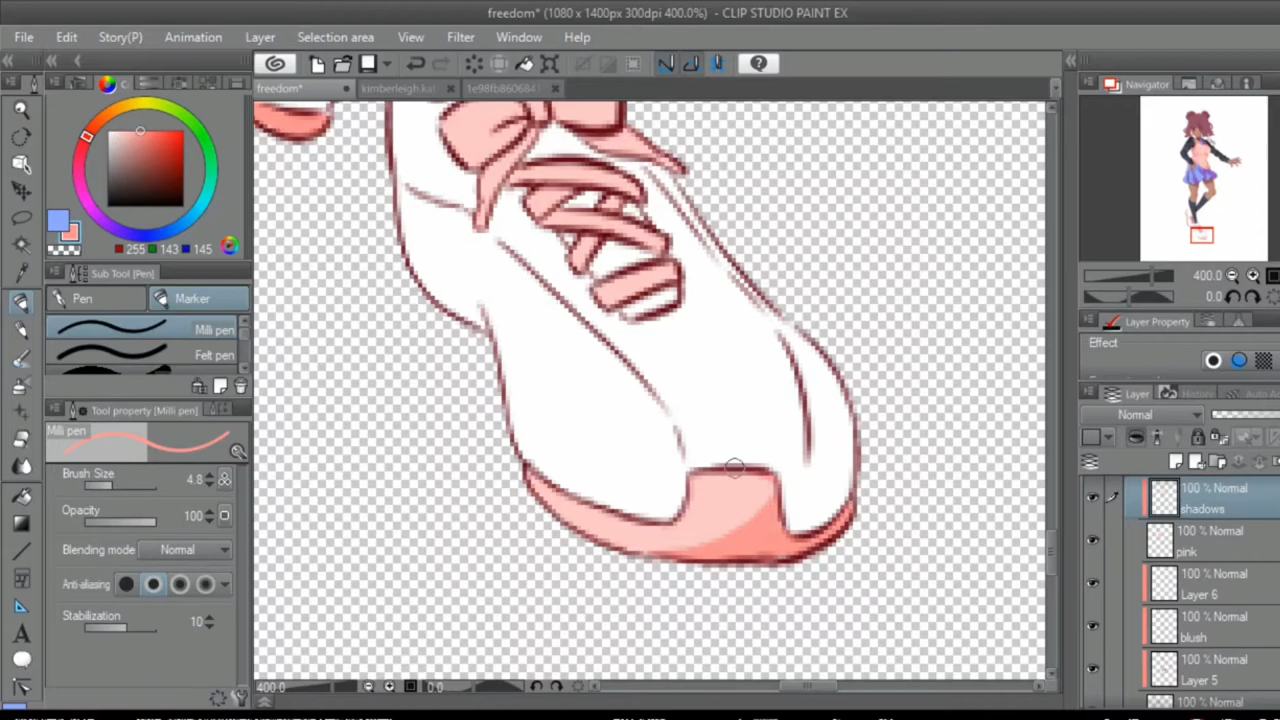 freedom* (1080 x 1400px 300dpi 400.0%) - CLIP STUDIO PAINT EX
File Edit Story(P) Animation Layer Selection area View Filter Window Help
freedom* kimberleigh.ka 1e98fb8606841
Navigator
255 143 145
Sub Tool [Pen]
Pen Marker
Milli pen
Felt pen
Tool property [Milli pen]
Milli pen
Brush Size 4.8
Opacity 100
Blending mode Normal
Anti-aliasing
Stabilization 10
400.0 0.0
400.0
0.0
Layer Property
Effect
Layer History Auto A
Normal
100 % Normal
shadows
100 % Normal
pink
100 % Normal
Layer 6
100 % Normal
blush
100 % Normal
Layer 5
100 % Normal